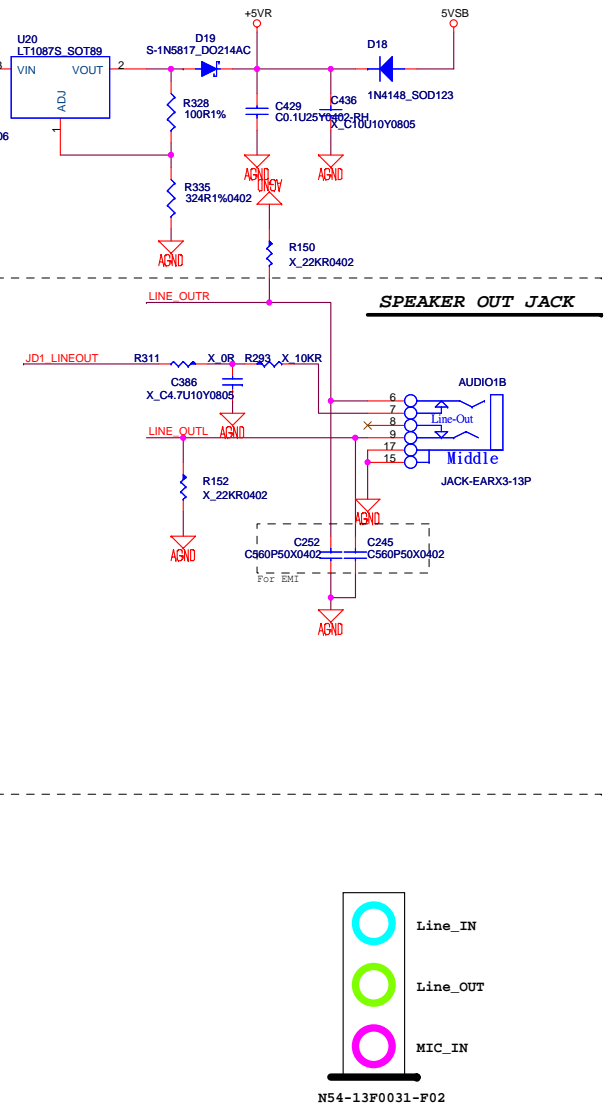 +5VR
5VSB
U20
LT1087S_SOT89
D19
S-1N5817_DO214AC
D18
VIN
VOUT
2
ADJ
1
1N4148_SOD123
R328
100R1%
C429
C0.1U25Y0402-RH
C436
X_C10U10Y0805
06
AGND
AGND
AGND
R335
324R1%0402
AGND
R150
X_22KR0402
LINE_OUTR
SPEAKER OUT JACK
JD1_LINEOUT
R311
X_0R
R293
X_10KR
C386
X_C4.7U10Y0805
AGND
AUDIO1B
6
7
8
9
17
15
Line-Out
Middle
JACK-EARX3-13P
LINE_OUTL
R152
X_22KR0402
AGND
AGND
C252
C560P50X0402
C245
C560P50X0402
For EMI
AGND
Line_IN
Line_OUT
MIC_IN
N54-13F0031-F02